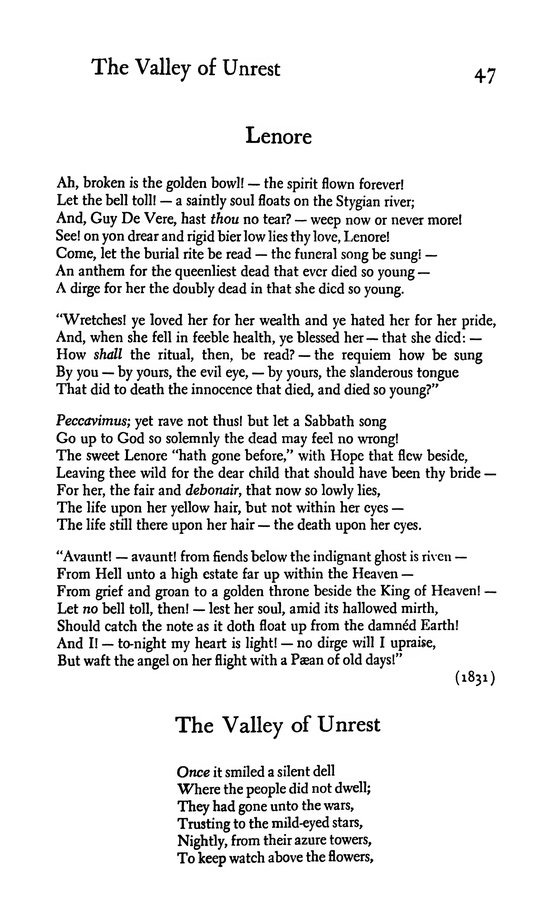 The Valley of Unrest
47
Lenore
Ah, broken is the golden bowl! — the spirit flown forever!
Let the bell toll! — a saintly soul floats on the Stygian river;
And, Guy De Vere, hast thou no tear? — weep now or never more!
See! on yon drear and rigid bier low lies thy love, Lenore!
Come, let the burial rite be read — the funeral song be sung! —
An anthem for the queenliest dead that ever died so young —
A dirge for her the doubly dead in that she died so young.
“Wretches! ye loved her for her wealth and ye hated her for her pride,
And, when she fell in feeble health, ye blessed her — that she died: —
How shall the ritual, then, be read? — the requiem how be sung
By you — by yours, the evil eye, — by yours, the slanderous tongue
That did to death the innocence that died, and died so young?”
Peccavimus; yet rave not thus! but let a Sabbath song
Go up to God so solemnly the dead may feel no wrong!
The sweet Lenore “hath gone before,” with Hope that flew beside,
Leaving thee wild for the dear child that should have been thy bride —
For her, the fair and debonair, that now so lowly lies,
The life upon her yellow hair, but not within her eyes —
The life still there upon her hair — the death upon her eyes.
“Avaunt! — avaunt! from fiends below the indignant ghost is riven —
From Hell unto a high estate far up within the Heaven —
From grief and groan to a golden throne beside the King of Heaven! —
Let no bell toll, then! — lest her soul, amid its hallowed mirth,
Should catch the note as it doth float up from the damnéd Earth!
And I! — to-night my heart is light! — no dirge will I upraise,
But waft the angel on her flight with a Pæan of old days!”
(1831)
The Valley of Unrest
Once it smiled a silent dell
Where the people did not dwell;
They had gone unto the wars,
Trusting to the mild-eyed stars,
Nightly, from their azure towers,
To keep watch above the flowers,